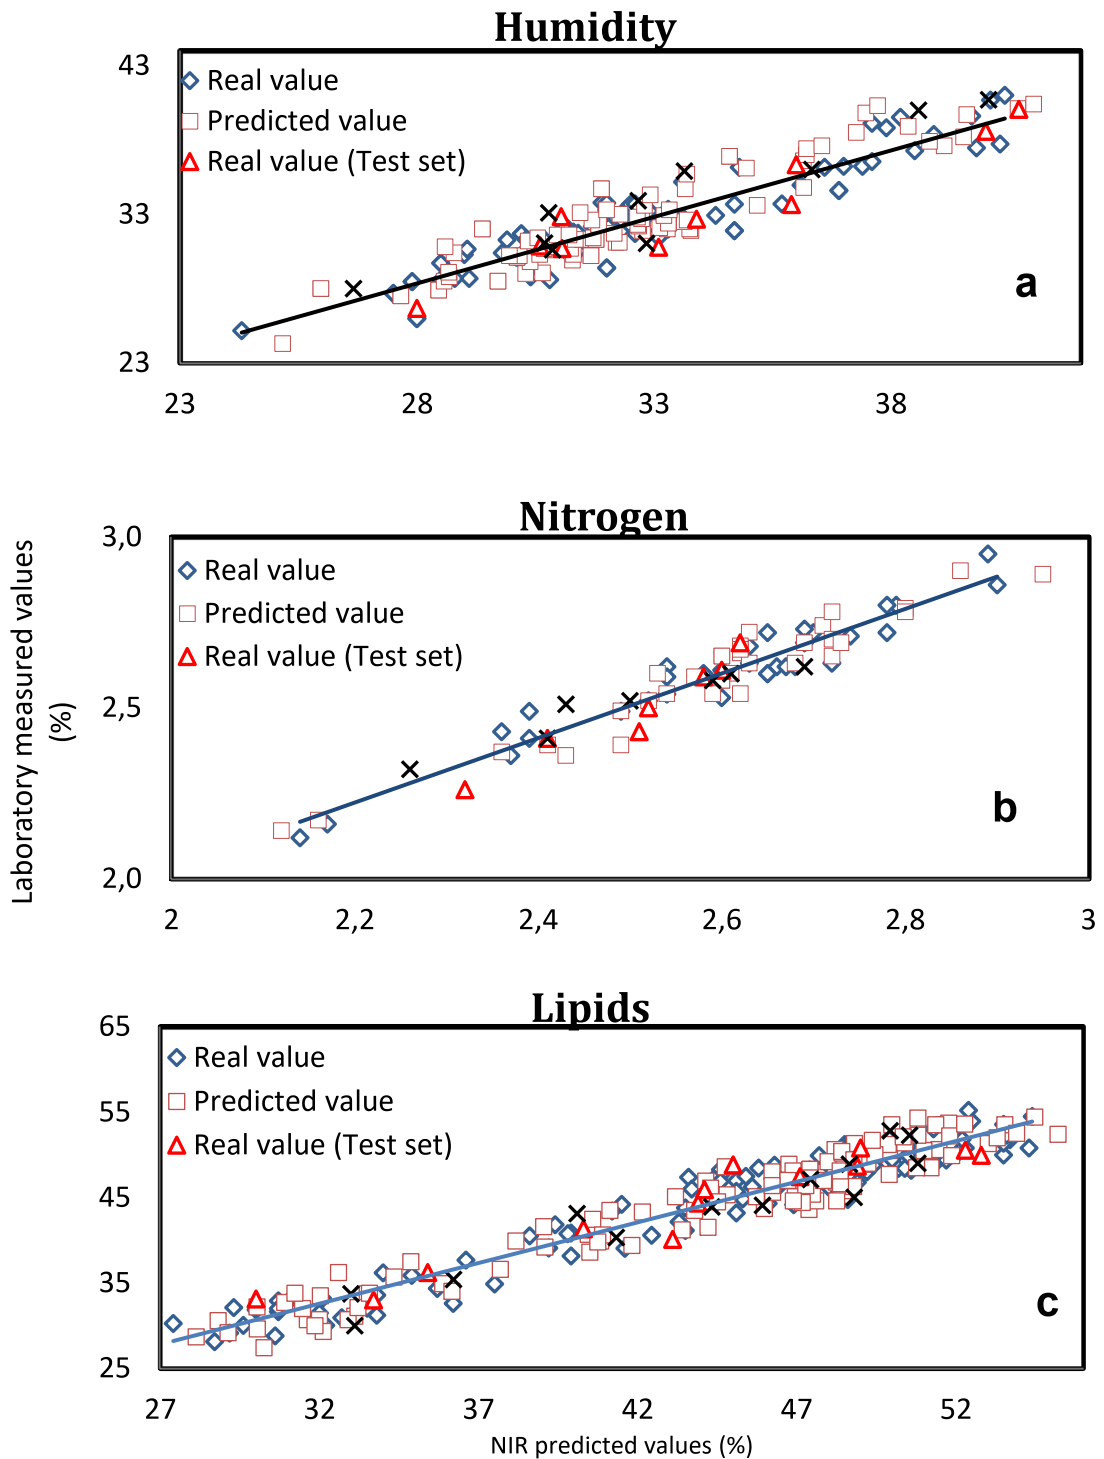 Humidity
43
33
23
Real value
Predicted value
Real value (Test set)
a
23 28 33 38
Nitrogen
3,0
2,5
2,0
Real value
Predicted value
Real value (Test set)
b
2 2,2 2,4 2,6 2,8 3
Laboratory measured values
(%)
Lipids
65
55
45
35
25
Real value
Predicted value
Real value (Test set)
c
27 32 37 42 47 52
NIR predicted values (%)